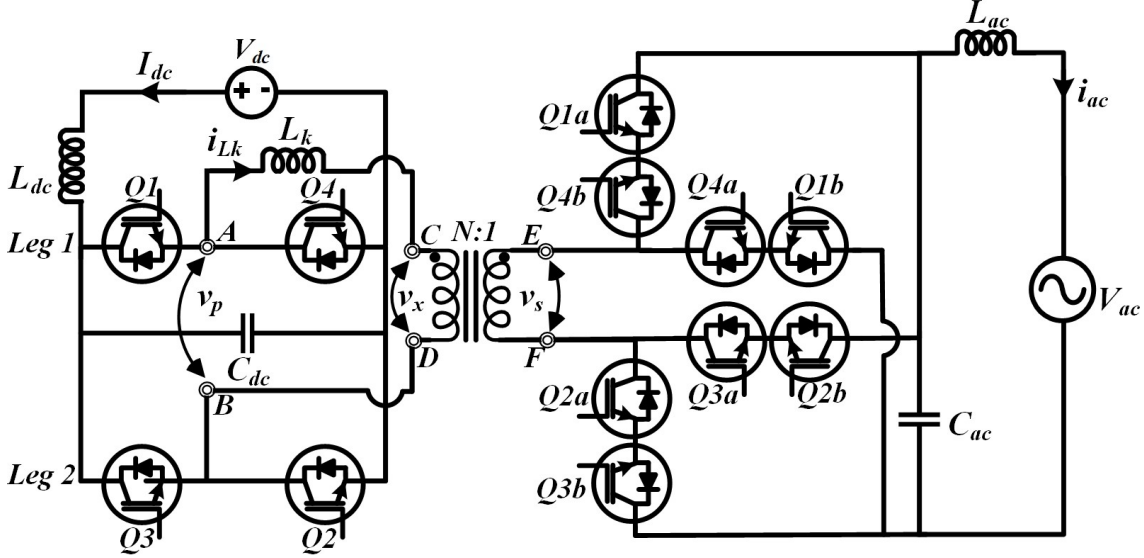 L_ac
V_dc
I_dc
+ -
i_ac
L_k
Q1a
i_Lk
L_dc
Q1
Q4
Q4b
Q4a
Q1b
Leg 1
A
C
N:1
E
v_p
v_x
v_s
V_ac
C_dc
D
F
B
Q3a
Q2b
Q2a
C_ac
Leg 2
Q3b
Q3
Q2